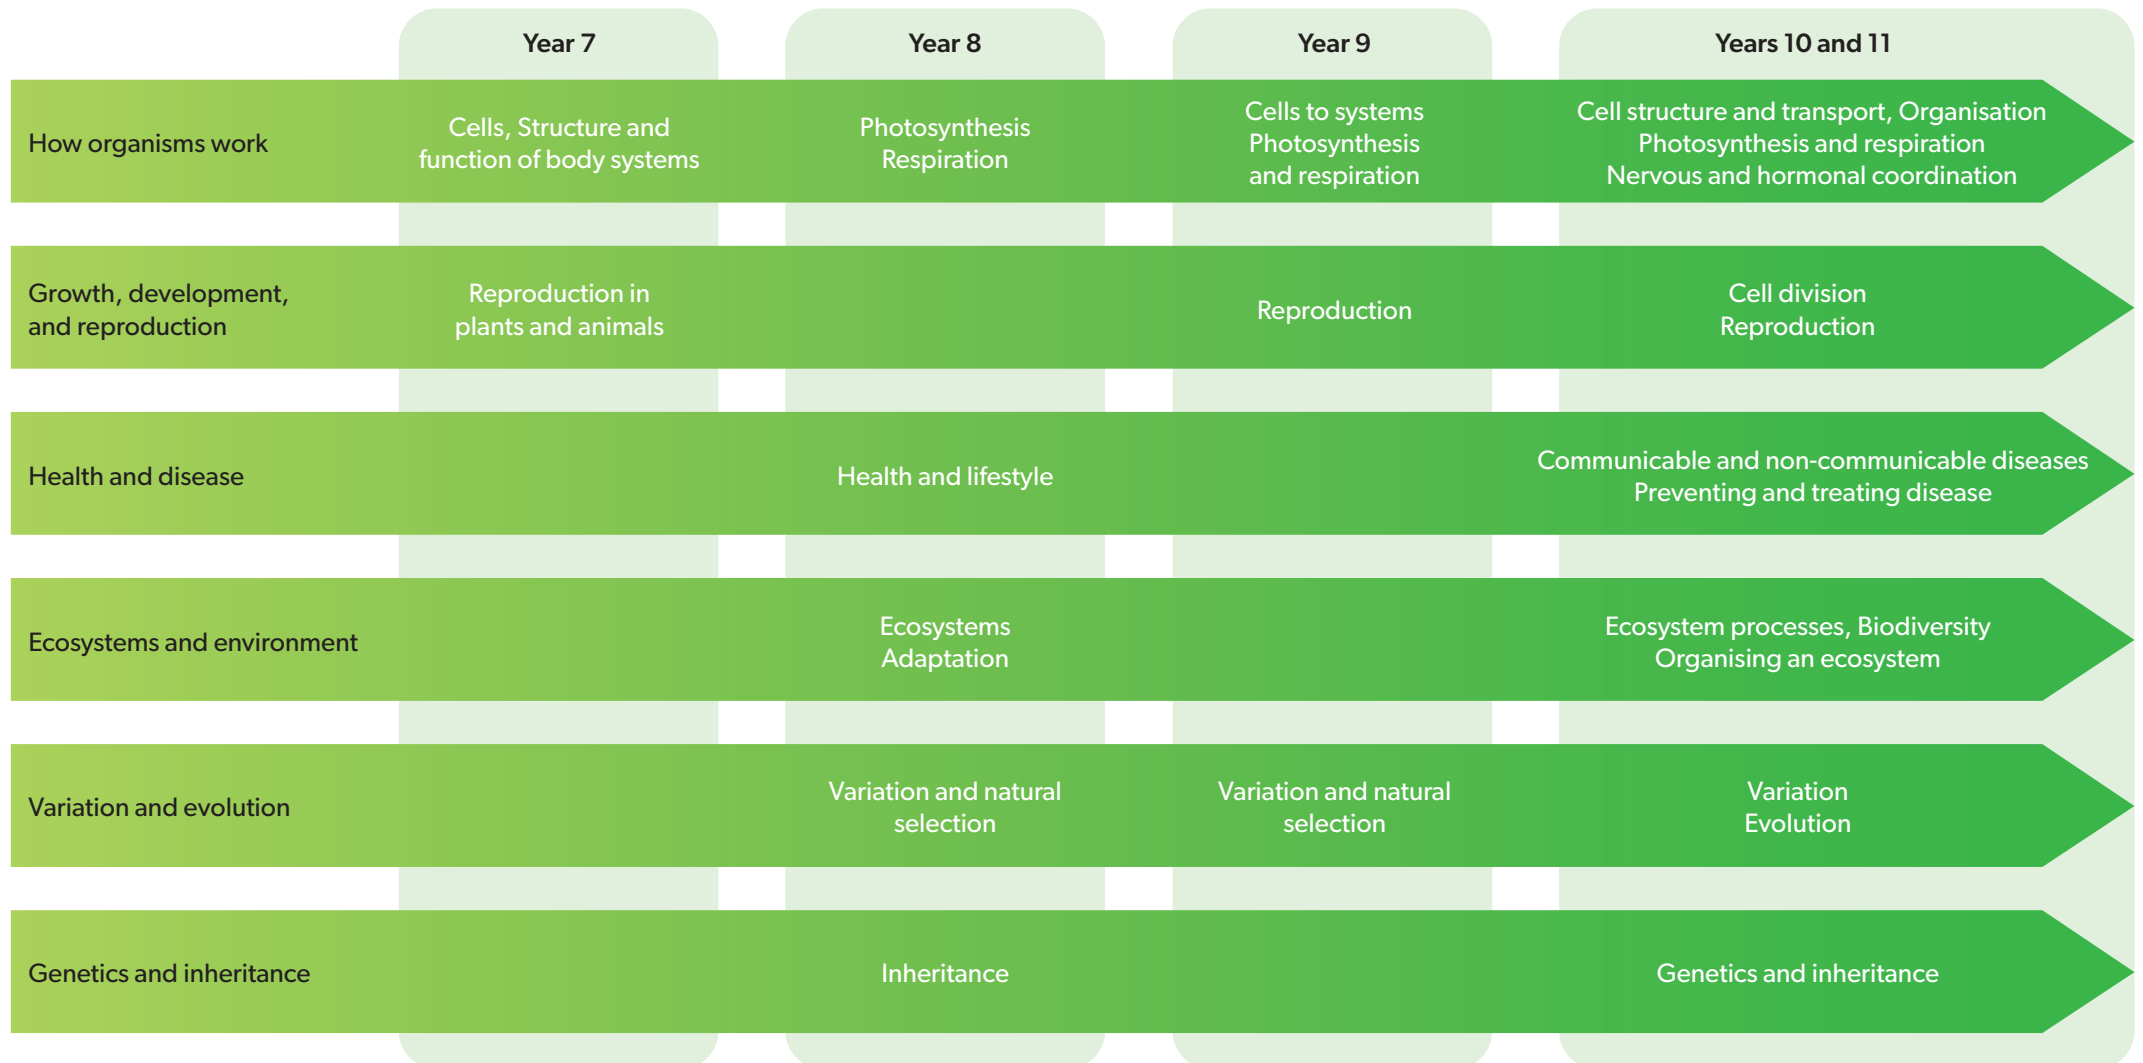 Year 7
Year 8
Year 9
Years 10 and 11
How organisms work
Cells, Structure and
function of body systems
Photosynthesis
Respiration
Cells to systems
Photosynthesis
and respiration
Cell structure and transport, Organisation
Photosynthesis and respiration
Nervous and hormonal coordination
Growth, development,
and reproduction
Reproduction in
plants and animals
Reproduction
Cell division
Reproduction
Health and disease
Health and lifestyle
Communicable and non-communicable diseases
Preventing and treating disease
Ecosystems and environment
Ecosystems
Adaptation
Ecosystem processes, Biodiversity
Organising an ecosystem
Variation and evolution
Variation and natural
selection
Variation and natural
selection
Variation
Evolution
Genetics and inheritance
Inheritance
Genetics and inheritance